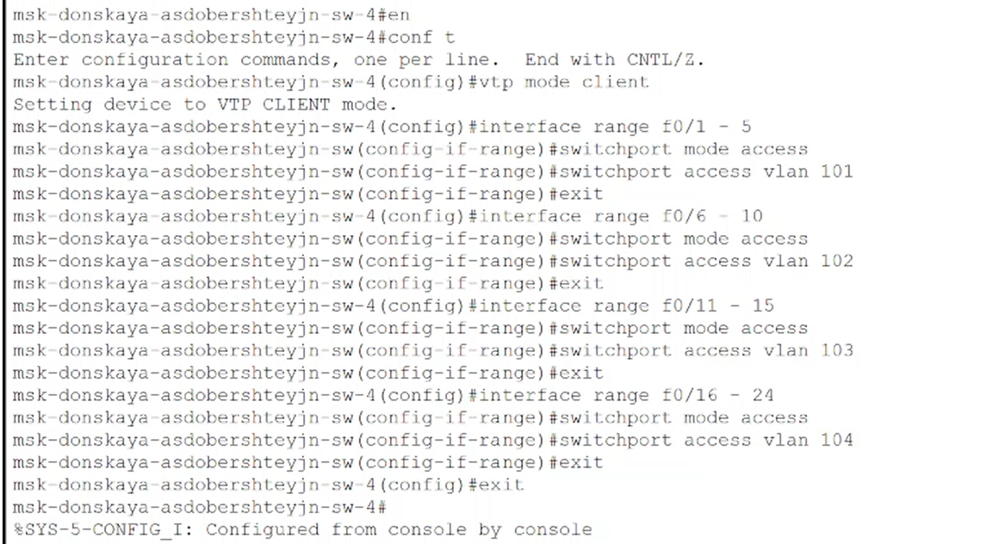 msk-donskaya-asdobershteyjn-sw-4#en
msk-donskaya-asdobershteyjn-sw-4#conf t
Enter configuration commands, one per line.  End with CNTL/Z.
msk-donskaya-asdobershteyjn-sw-4(config)#vtp mode client
Setting device to VTP CLIENT mode.
msk-donskaya-asdobershteyjn-sw-4(config)#interface range f0/1 - 5
msk-donskaya-asdobershteyjn-sw(config-if-range)#switchport mode access
msk-donskaya-asdobershteyjn-sw(config-if-range)#switchport access vlan 101
msk-donskaya-asdobershteyjn-sw(config-if-range)#exit
msk-donskaya-asdobershteyjn-sw-4(config)#interface range f0/6 - 10
msk-donskaya-asdobershteyjn-sw(config-if-range)#switchport mode access
msk-donskaya-asdobershteyjn-sw(config-if-range)#switchport access vlan 102
msk-donskaya-asdobershteyjn-sw(config-if-range)#exit
msk-donskaya-asdobershteyjn-sw-4(config)#interface range f0/11 - 15
msk-donskaya-asdobershteyjn-sw(config-if-range)#switchport mode access
msk-donskaya-asdobershteyjn-sw(config-if-range)#switchport access vlan 103
msk-donskaya-asdobershteyjn-sw(config-if-range)#exit
msk-donskaya-asdobershteyjn-sw-4(config)#interface range f0/16 - 24
msk-donskaya-asdobershteyjn-sw(config-if-range)#switchport mode access
msk-donskaya-asdobershteyjn-sw(config-if-range)#switchport access vlan 104
msk-donskaya-asdobershteyjn-sw(config-if-range)#exit
msk-donskaya-asdobershteyjn-sw-4(config)#exit
msk-donskaya-asdobershteyjn-sw-4#
%SYS-5-CONFIG_I: Configured from console by console